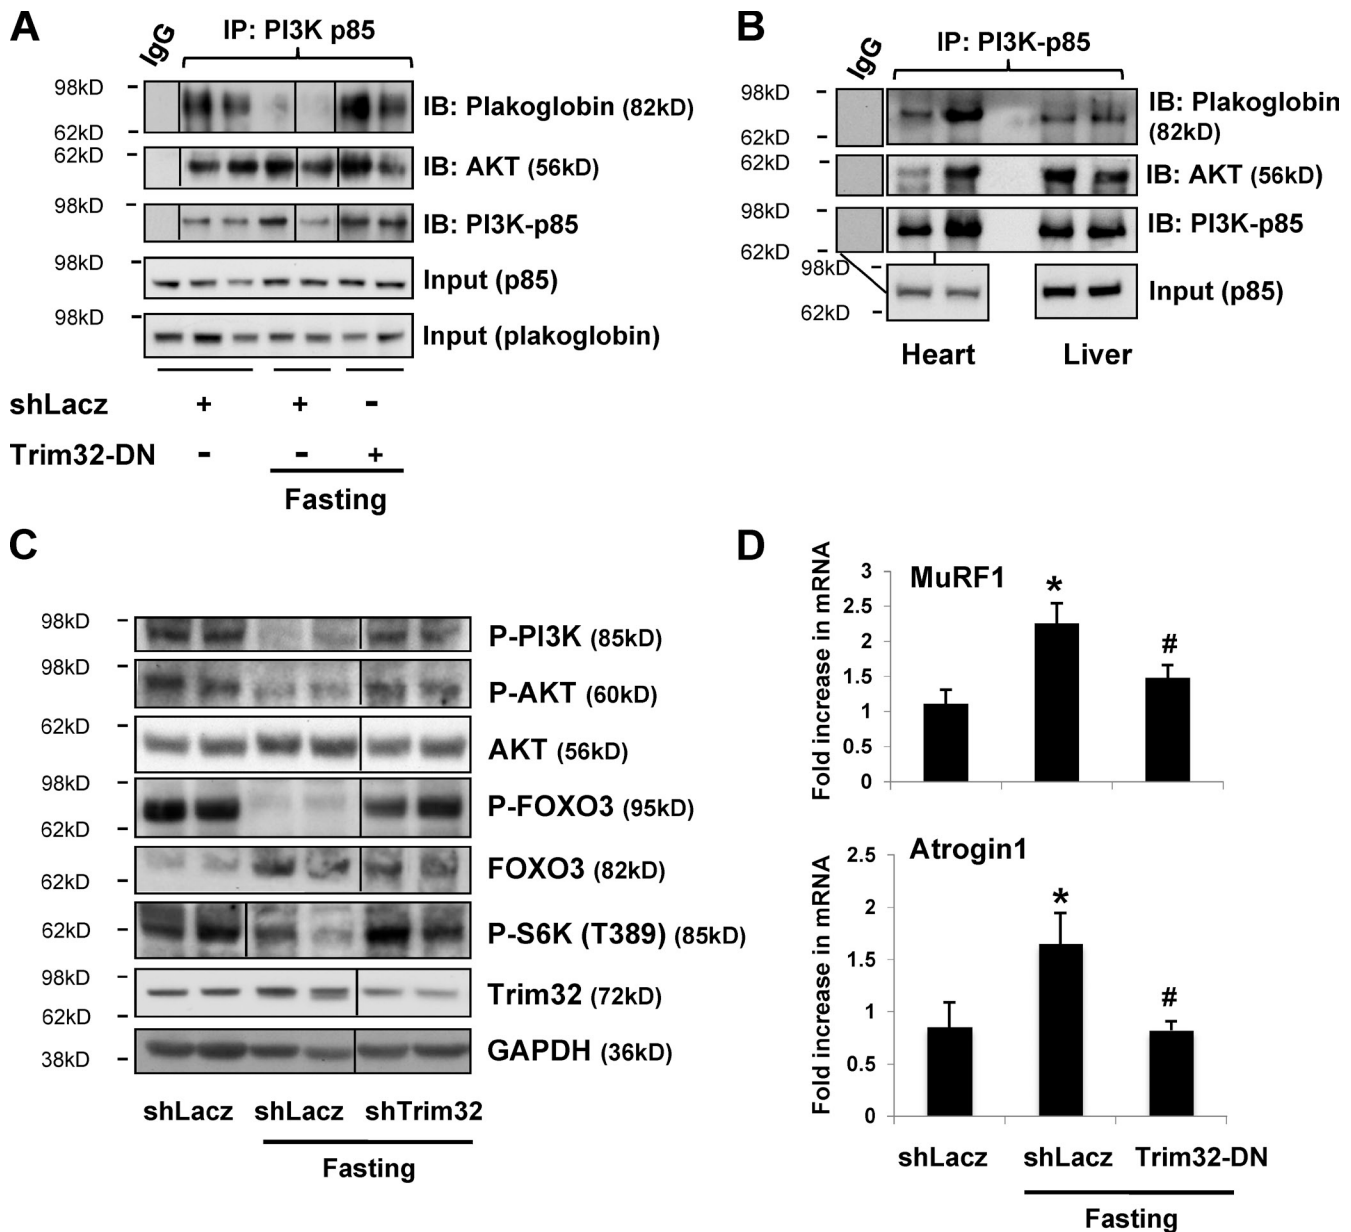 A
IgG
IP: PI3K p85
98kD
IB: Plakoglobin (82kD)
62kD
62kD
IB: AKT (56kD)
98kD
IB: PI3K-p85
98kD
Input (p85)
98kD
Input (plakoglobin)
shLacz + + -
Trim32-DN - - +
Fasting
B
IgG
IP: PI3K-p85
98kD
IB: Plakoglobin
(82kD)
62kD
62kD
IB: AKT (56kD)
98kD
IB: PI3K-p85
62kD
98kD
Input (p85)
62kD
Heart Liver
C
98kD
P-PI3K (85kD)
98kD
P-AKT (60kD)
62kD
AKT (56kD)
98kD
P-FOXO3 (95kD)
62kD
FOXO3 (82kD)
62kD
62kD
P-S6K (T389) (85kD)
98kD
Trim32 (72kD)
62kD
GAPDH (36kD)
38kD
shLacz shLacz shTrim32
Fasting
D
Fold increase in mRNA
MuRF1
3
2.5
2
1.5
1
0.5
0
*
#
Fold increase in mRNA
Atrogin1
2.5
2
1.5
1
0.5
0
*
#
shLacz shLacz Trim32-DN
Fasting